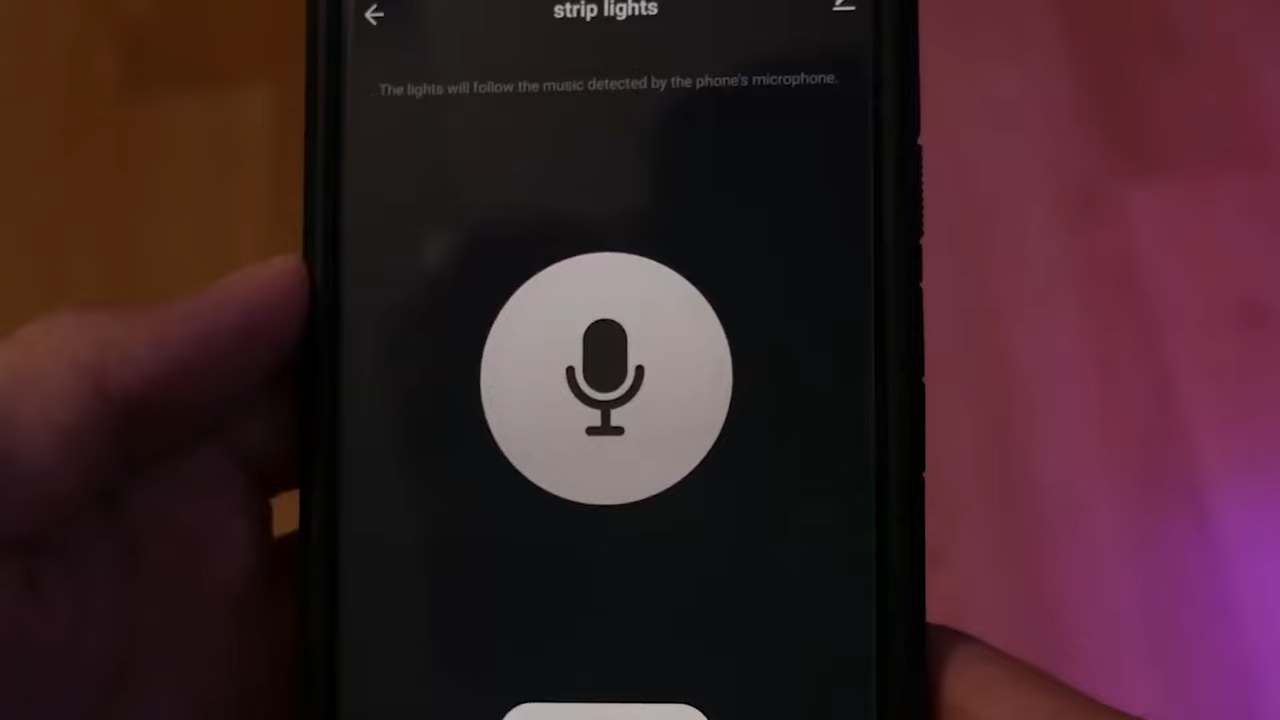 strip lights
The lights will follow the music detected by the phone's microphone.